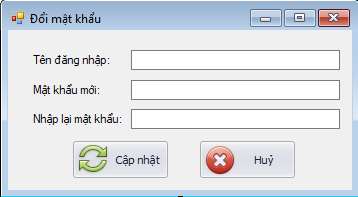 Đổi mật khẩu
Tên đăng nhập:
Mật khẩu mới:
Nhập lại mật khẩu:
Cập nhật
Huỷ